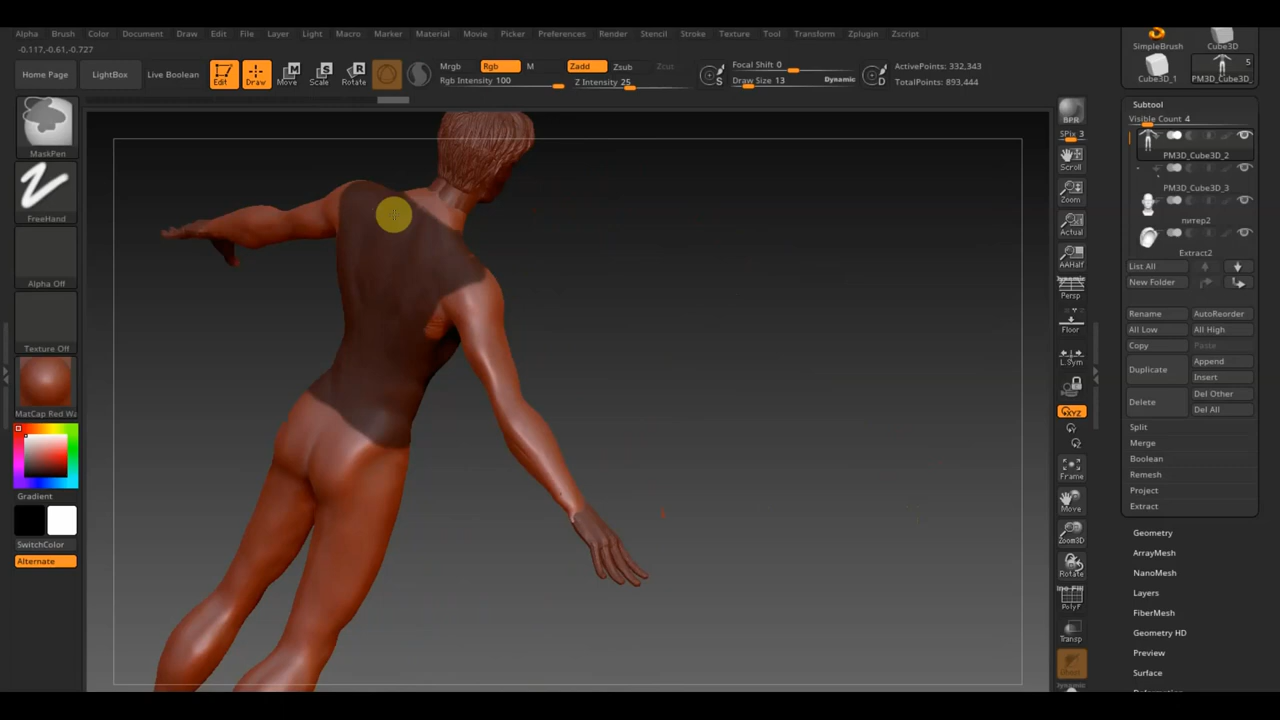 Alpha Brush Color Document Draw Edit File Layer Light Macro Marker Material Movie Picker Preferences Render Stencil Stroke Texture Tool Transform Zplugin Zscript
-0.117,-0.61,-0.727
Home Page
LightBox
Live Boolean
Edit
Draw
Move
Scale
Rotate
Mrgb Rgb M
Rgb Intensity 100
Zadd Zsub Zcut
Z Intensity 25
S
Focal Shift 0
Draw Size 13
Dynamic
D
ActivePoints: 332,343
TotalPoints: 893,444
MaskPen
FreeHand
Alpha Off
Texture Off
MatCap Red Wa
Gradient
SwitchColor
Alternate
BPR
SPix 3
Scroll
Zoom
Actual
AAHalf
Dynamic
Persp
Floor
L.Sym
XYZ
Frame
Move
Zoom3D
Rotate
PolyF
Transp
Dynamic
SimpleBrush
Cube3D
Cube3D_1
5
PM3D_Cube3D_
Subtool
Visible Count 4
PM3D_Cube3D_2
PM3D_Cube3D_3
питер2
Extract2
List All
New Folder
Rename AutoReorder
All Low All High
Copy Paste
Duplicate Append
Insert
Delete Del Other
Del All
Split
Merge
Boolean
Remesh
Project
Extract
Geometry
ArrayMesh
NanoMesh
Layers
FiberMesh
Geometry HD
Preview
Surface